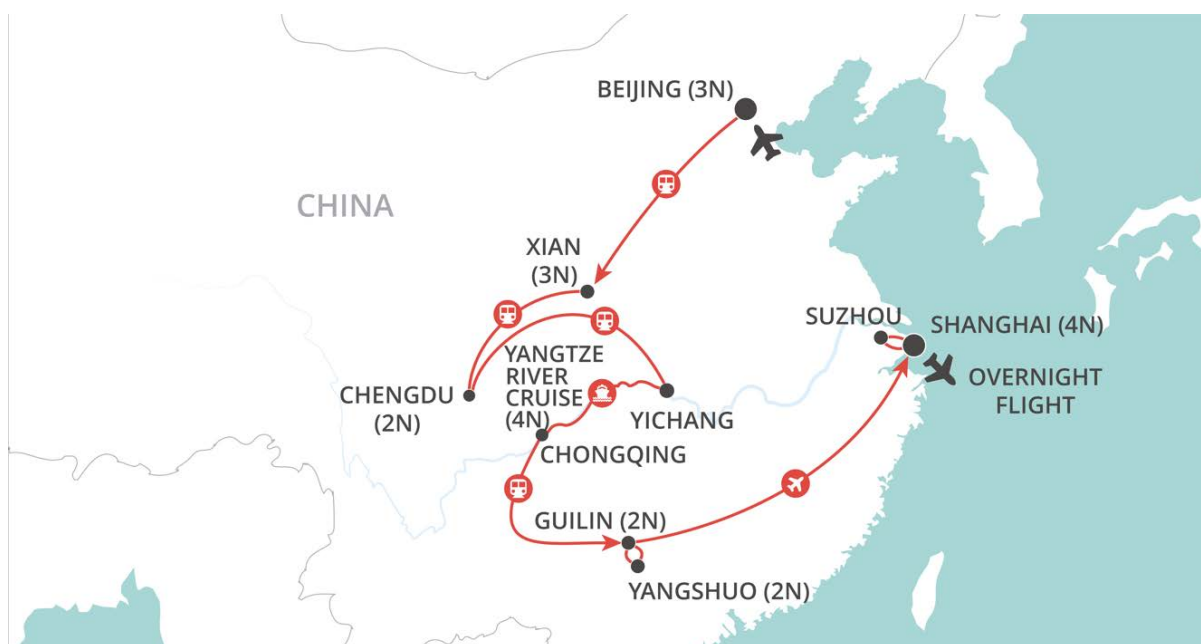 BEIJING (3N)
CHINA
XIAN
(3N)
SUZHOU
SHANGHAI (4N)
OVERNIGHT
FLIGHT
YANGTZE
RIVER
CRUISE
(4N)
CHENGDU
(2N)
YICHANG
CHONGQING
GUILIN (2N)
YANGSHUO (2N)